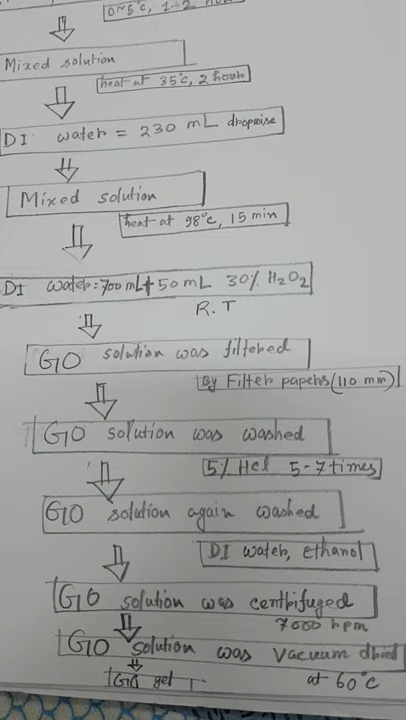 0~5°c, 1-2 hour
Mixed solution
heat at 35°c, 2 hours
DI water = 230 mL dropwise
Mixed solution
heat at 98°c, 15 min
DI water = 700 mL + 50 mL 30% H2O2
R.T
GO solution was filtered
By Filter papers (110 mm)
GO solution was washed
5% Hcl 5-7 times
GO solution again washed
DI water, ethanol
GO solution was centrifuged
7000 rpm
GO solution was vacuum dried
at 60°c
GO gel